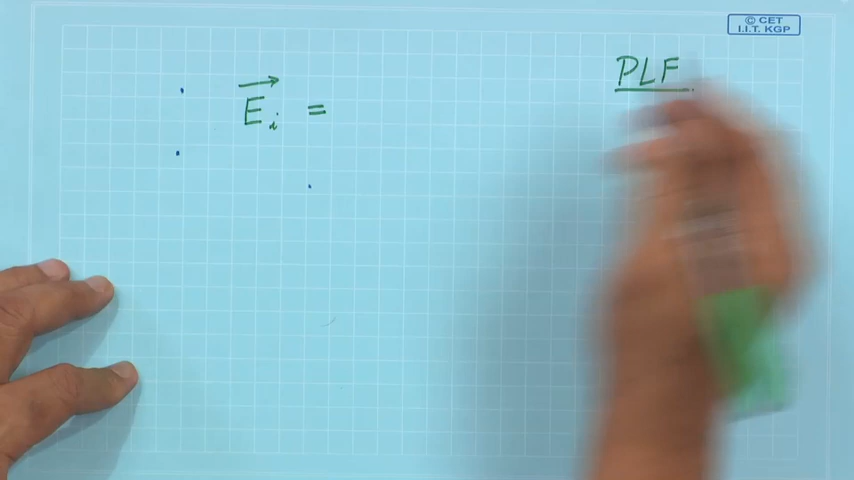 © CET
I.I.T. KGP
PLF
E⃗ᵢ =